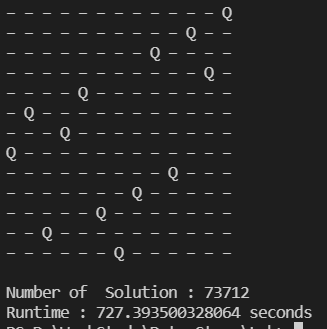 - - - - - - - - - - - - Q
- - - - - - - - - - Q - -
- - - - - - - - Q - - - -
- - - - - - - - - - - Q -
- - - - Q - - - - - - - -
- Q - - - - - - - - - - -
- - - Q - - - - - - - - -
Q - - - - - - - - - - - -
- - - - - - - - - Q - - -
- - - - - - - Q - - - - -
- - - - - Q - - - - - - -
- - Q - - - - - - - - - -
- - - - - - Q - - - - - -
Number of  Solution : 73712
Runtime : 727.393500328064 seconds